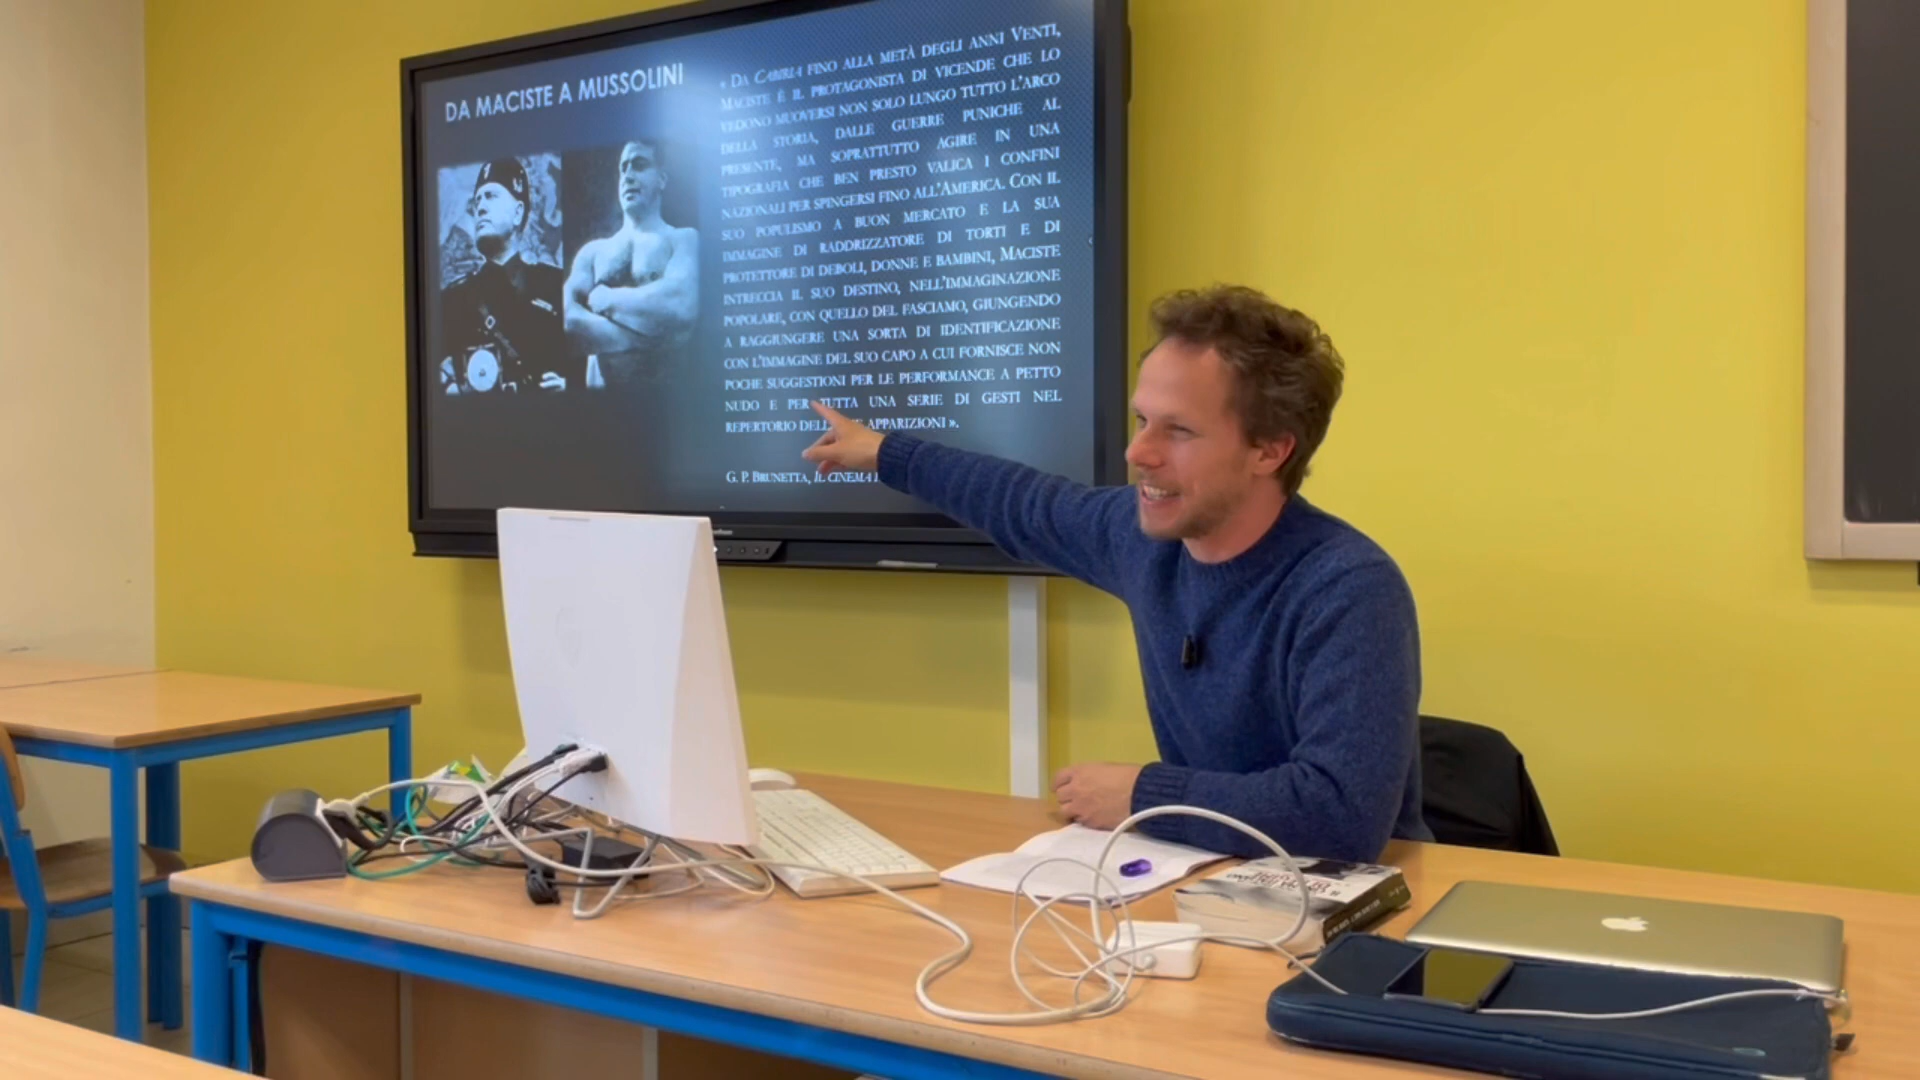 DA MACISTE A MUSSOLINI
« DA CABIRIA FINO ALLA METÀ DEGLI ANNI VENTI,
MACISTE È IL PROTAGONISTA DI VICENDE CHE LO
VEDONO MUOVERSI NON SOLO LUNGO TUTTO L'ARCO
DELLA STORIA, DALLE GUERRE PUNICHE AL
PRESENTE, MA SOPRATTUTTO AGIRE IN UNA
TIPOGRAFIA CHE BEN PRESTO VALICA I CONFINI
NAZIONALI PER SPINGERSI FINO ALL'AMERICA. CON IL
SUO POPULISMO A BUON MERCATO E LA SUA
IMMAGINE DI RADDRIZZATORE DI TORTI E DI
PROTETTORE DI DEBOLI, DONNE E BAMBINI, MACISTE
INTRECCIA IL SUO DESTINO, NELL'IMMAGINAZIONE
POPOLARE, CON QUELLO DEL FASCIAMO, GIUNGENDO
A RAGGIUNGERE UNA SORTA DI IDENTIFICAZIONE
CON L'IMMAGINE DEL SUO CAPO A CUI FORNISCE NON
POCHE SUGGESTIONI PER LE PERFORMANCE A PETTO
NUDO E PER TUTTA UNA SERIE DI GESTI NEL
REPERTORIO APPARIZIONI ».
G. P. BRUNETTA, IL CINEMA